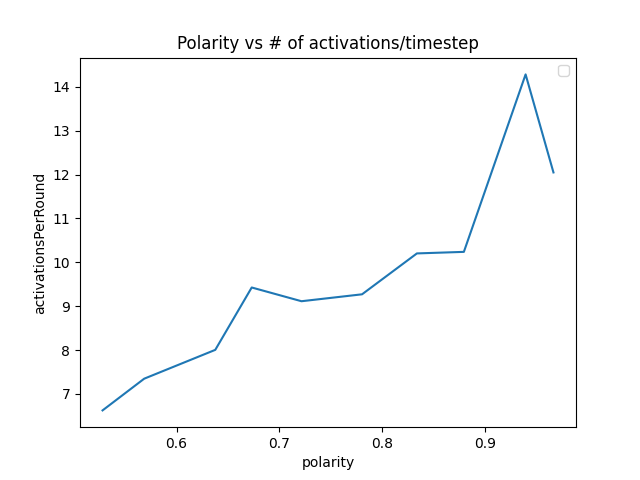 Polarity vs # of activations/timestep
14
13
12
11
10
9
8
7
activationsPerRound
0.6 0.7 0.8 0.9
polarity